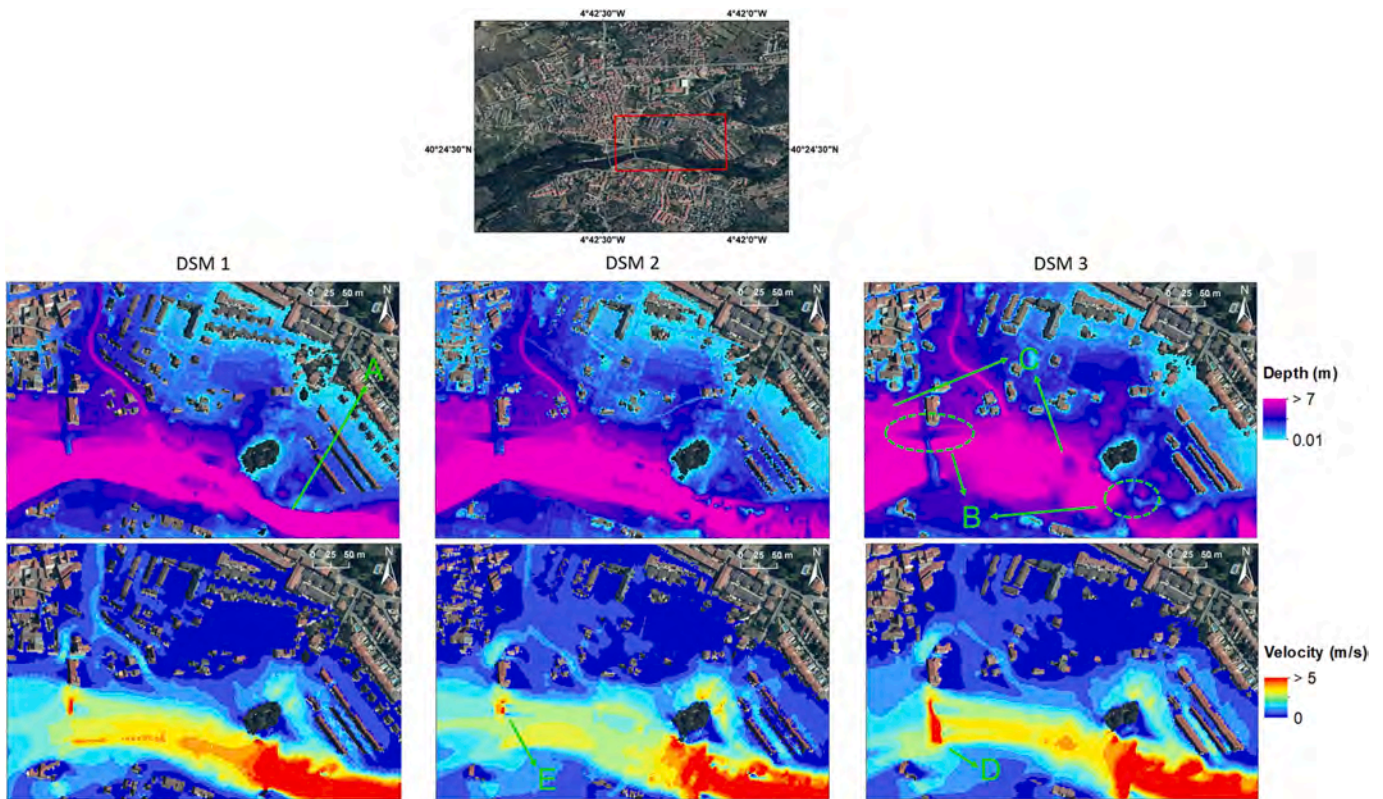 4°42'30"W 4°42'0"W
40°24'30"N 40°24'30"N
4°42'30"W 4°42'0"W
DSM 1 DSM 2 DSM 3
0 25 50 m N
0 25 50 m N
0 25 50 m N
A
C
B
Depth (m)
> 7
0.01
0 25 50 m N
0 25 50 m N
0 25 50 m N
E
D
Velocity (m/s)
> 5
0